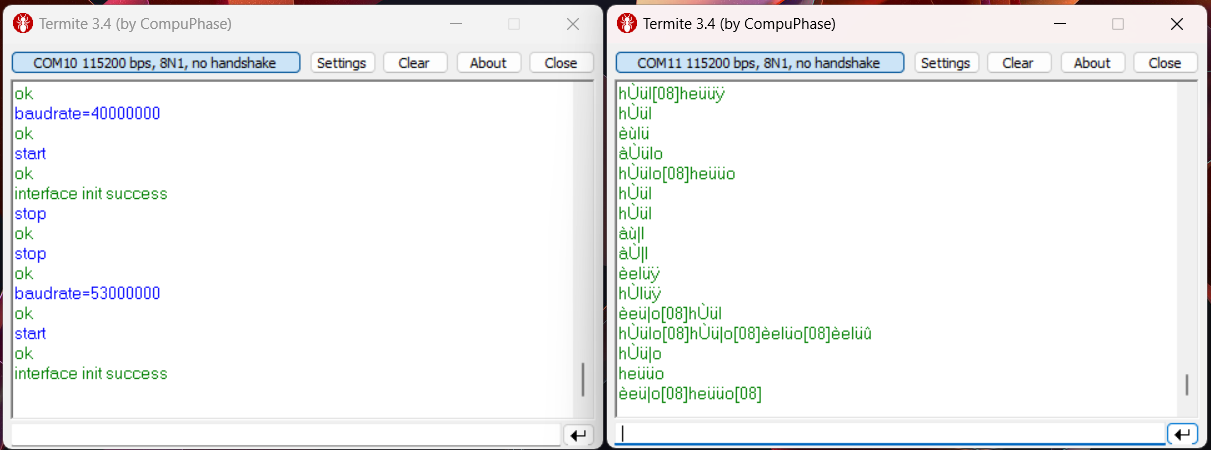 Termite 3.4 (by CompuPhase)
COM10 115200 bps, 8N1, no handshake
Settings
Clear
About
Close
ok
baudrate=40000000
ok
start
ok
interface init success
stop
ok
stop
ok
baudrate=53000000
ok
start
ok
interface init success
Termite 3.4 (by CompuPhase)
COM11 115200 bps, 8N1, no handshake
Settings
Clear
About
Close
hÙül[08]heüüÿ
hÙül
èùlü
àÙülo
hÙülo[08]heüüo
hÙül
hÙül
àù|l
àÙ|l
èelüÿ
hÙlüÿ
èeü|o[08]hÙül
hÙülo[08]hÙü|o[08]èelüo[08]èelüû
hÙü|o
heüüo
èeü|o[08]heüüo[08]